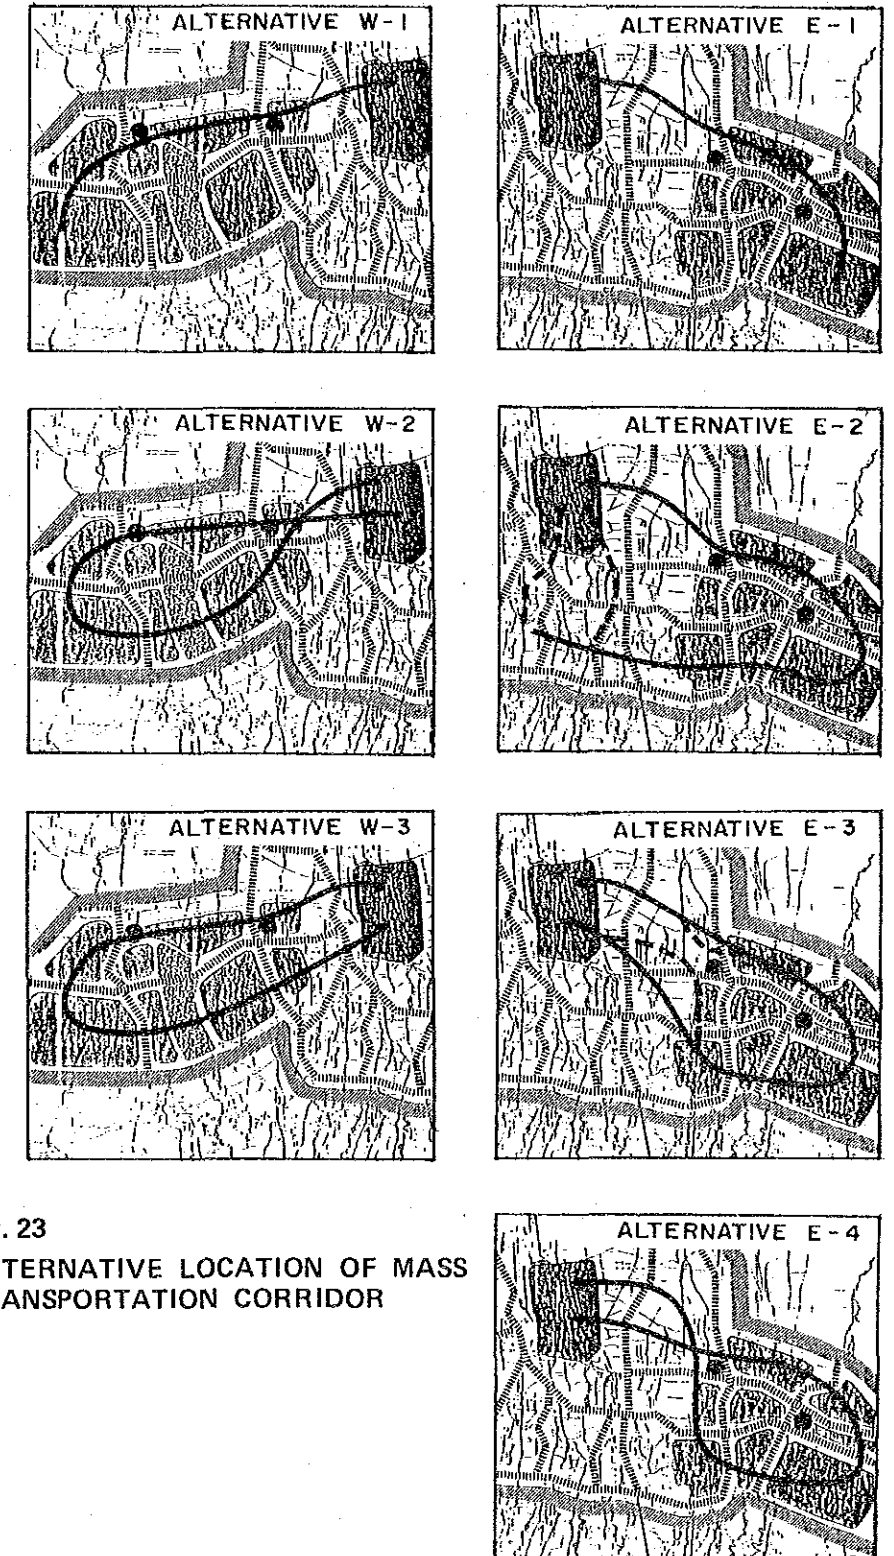 ALTERNATIVE W-1
ALTERNATIVE E-1
ALTERNATIVE W-2
ALTERNATIVE E-2
ALTERNATIVE W-3
ALTERNATIVE E-3
. 23
TERNATIVE LOCATION OF MASS
ANSPORTATION CORRIDOR
ALTERNATIVE E-4